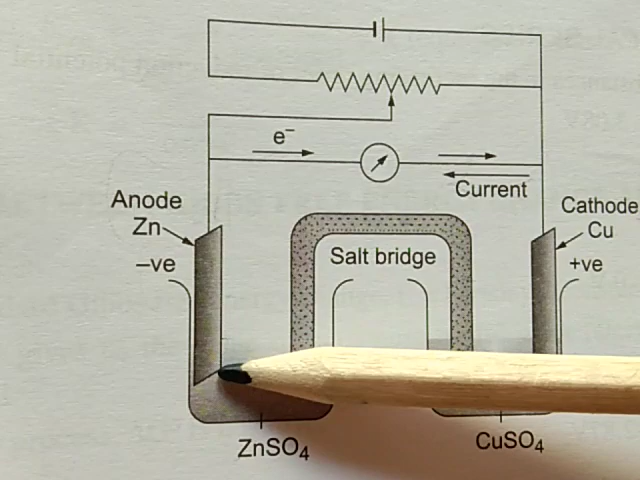 e⁻
Current
Anode
Zn
–ve
Salt bridge
Cathode
Cu
+ve
ZnSO₄
CuSO₄